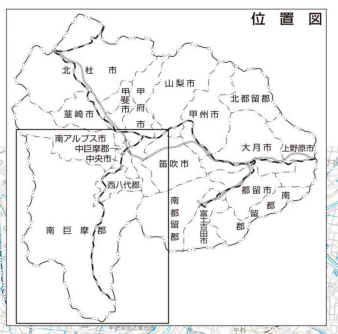 位置図
北杜市
山梨市
甲斐市
甲府市
北都留郡
韮崎市
甲州市
南アルプス市
中巨摩郡
中央市
大月市
上野原市
笛吹市
西八代郡
都留市
南都留郡
南巨摩郡
南都留郡
富士吉田市